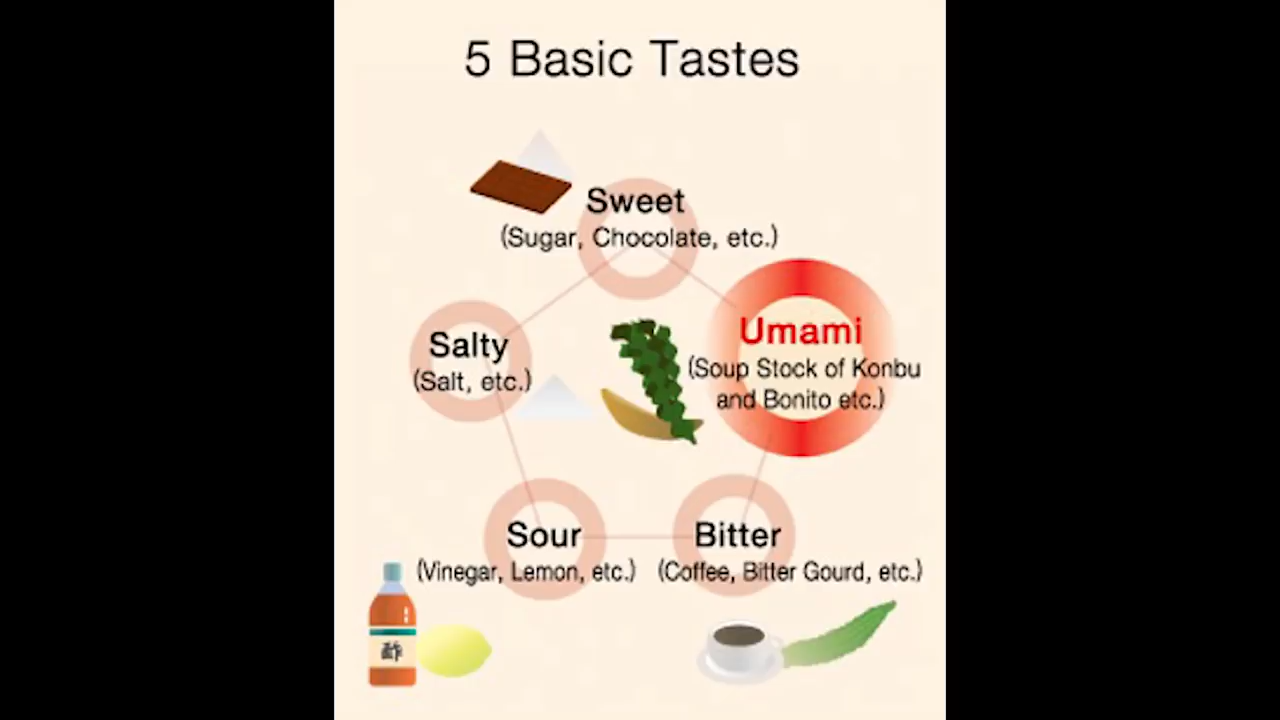 5 Basic Tastes
Sweet
(Sugar, Chocolate, etc.)
Umami
(Soup Stock of Konbu
and Bonito etc.)
Salty
(Salt, etc.)
Sour
(Vinegar, Lemon, etc.)
Bitter
(Coffee, Bitter Gourd, etc.)
酢